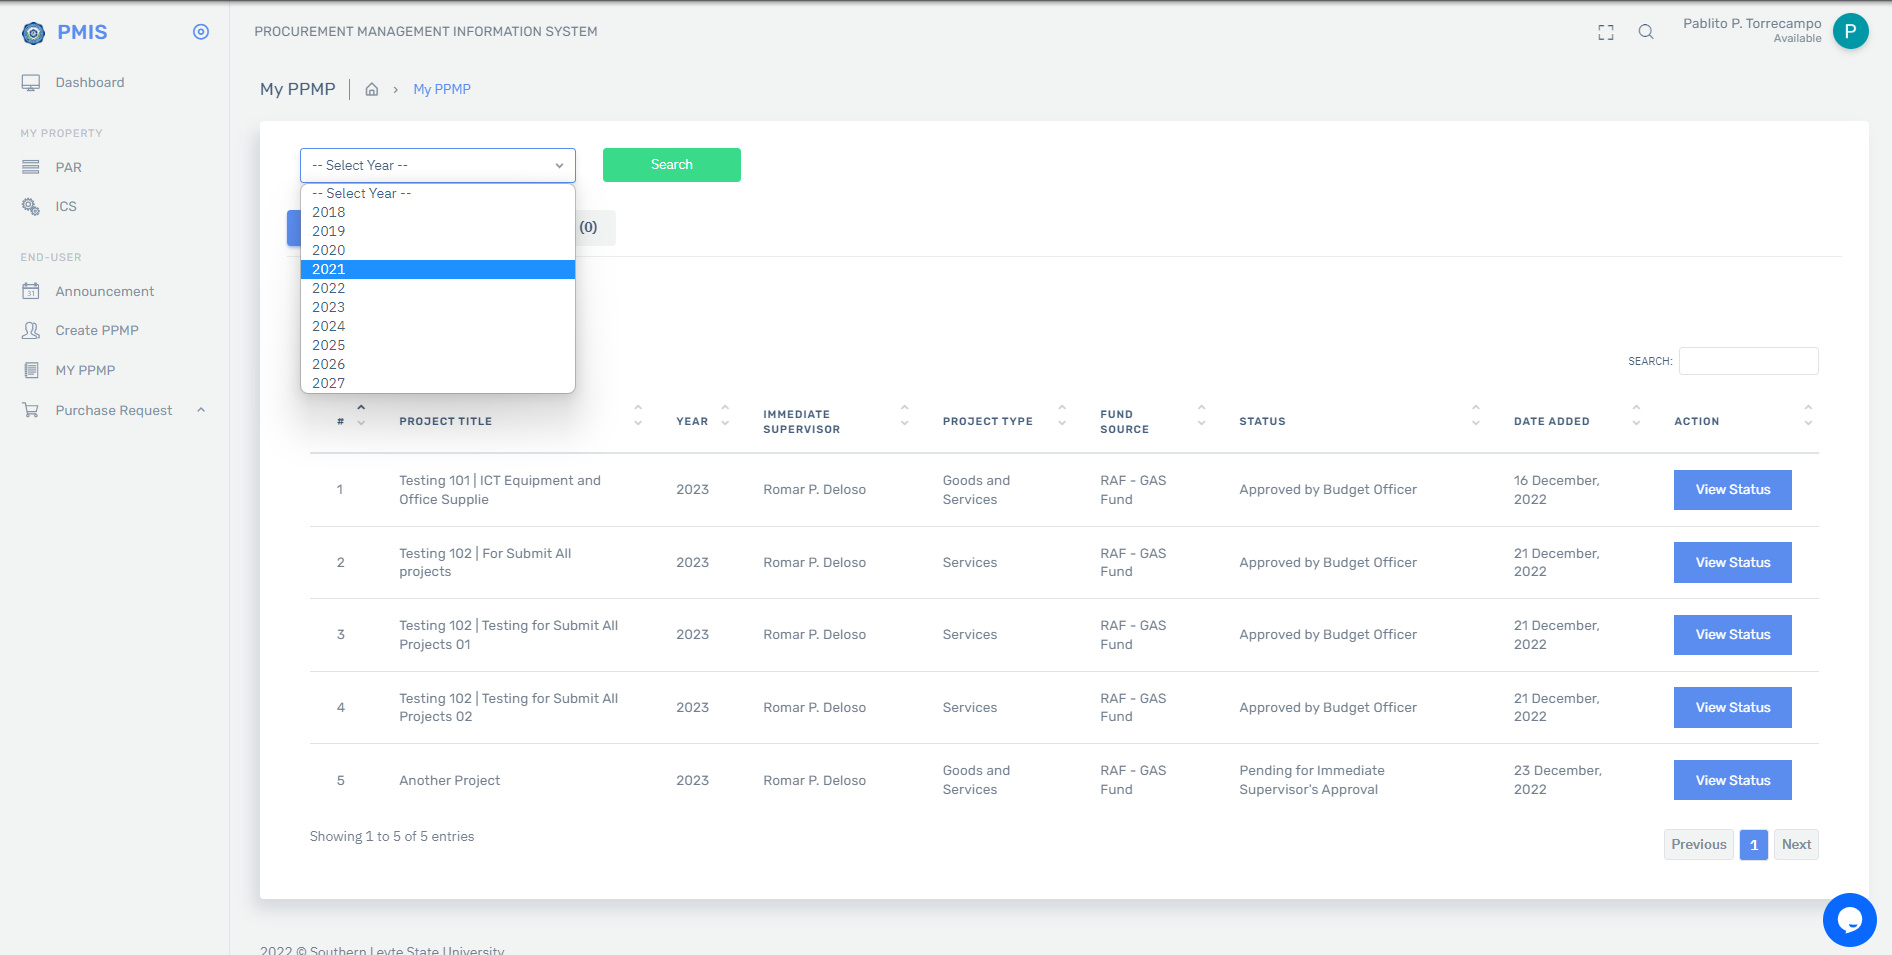 PMIS
PROCUREMENT MANAGEMENT INFORMATION SYSTEM
Pablito P. Torrecampo
Available
P
Dashboard
MY PROPERTY
PAR
ICS
END-USER
31
Announcement
Create PPMP
MY PPMP
Purchase Request
My PPMP
My PPMP
-- Select Year --
Search
-- Select Year --
2018
2019
2020
2021
2022
2023
2024
2025
2026
2027
(0)
SEARCH:
# PROJECT TITLE YEAR IMMEDIATE SUPERVISOR PROJECT TYPE FUND SOURCE STATUS DATE ADDED ACTION
1 Testing 101 | ICT Equipment and Office Supplie 2023 Romar P. Deloso Goods and Services RAF - GAS Fund Approved by Budget Officer 16 December, 2022 View Status
2 Testing 102 | For Submit All projects 2023 Romar P. Deloso Services RAF - GAS Fund Approved by Budget Officer 21 December, 2022 View Status
3 Testing 102 | Testing for Submit All Projects 01 2023 Romar P. Deloso Services RAF - GAS Fund Approved by Budget Officer 21 December, 2022 View Status
4 Testing 102 | Testing for Submit All Projects 02 2023 Romar P. Deloso Services RAF - GAS Fund Approved by Budget Officer 21 December, 2022 View Status
5 Another Project 2023 Romar P. Deloso Goods and Services RAF - GAS Fund Pending for Immediate Supervisor's Approval 23 December, 2022 View Status
Showing 1 to 5 of 5 entries
Previous 1 Next
2022 © Southern Leyte State University